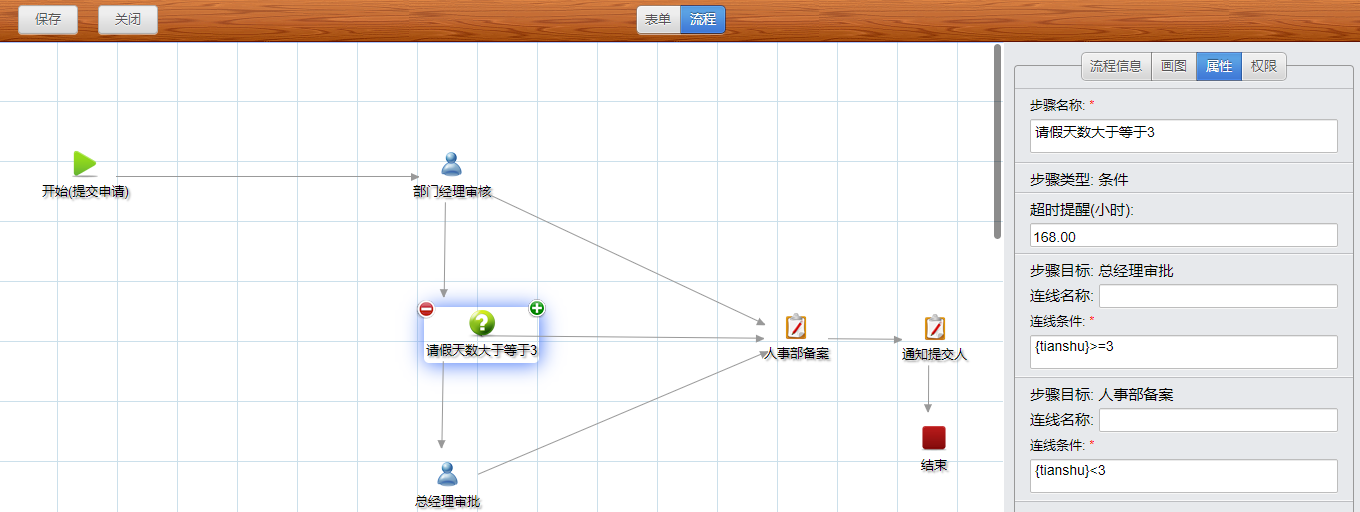 保存
关闭
表单
流程
开始(提交申请)
部门经理审核
请假天数大于等于3
人事部备案
通知提交人
总经理审批
结束
流程信息
画图
属性
权限
步骤名称: *
请假天数大于等于3
步骤类型: 条件
超时提醒(小时):
168.00
步骤目标: 总经理审批
连线名称:
连线条件: *
{tianshu}>=3
步骤目标: 人事部备案
连线名称:
连线条件: *
{tianshu}<3